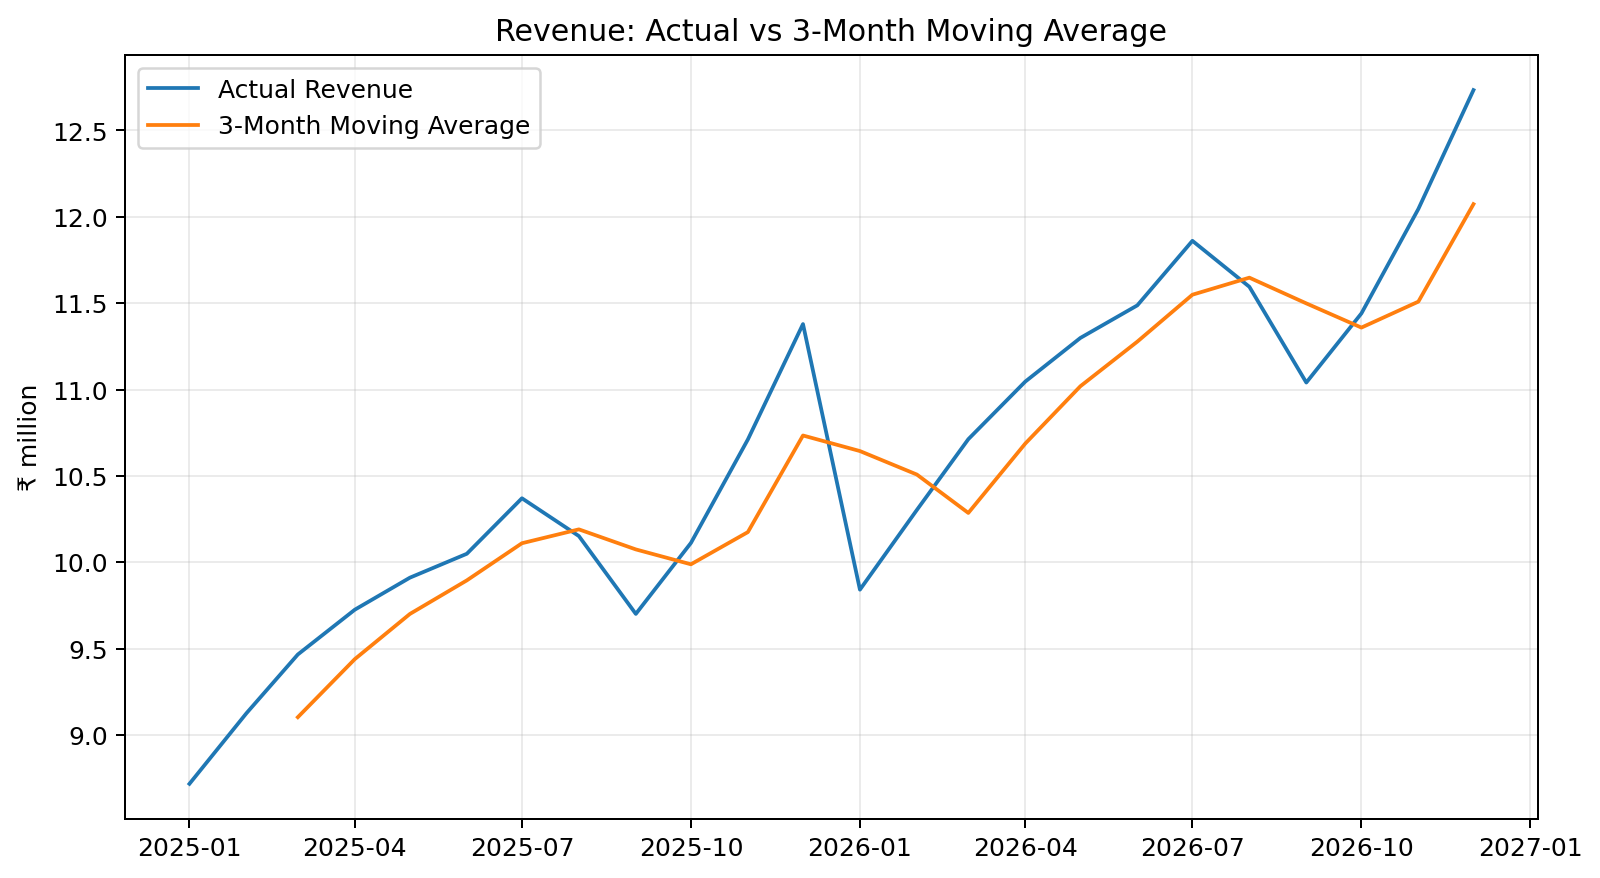 Revenue: Actual vs 3-Month Moving Average
Actual Revenue
3-Month Moving Average
₹ million
12.5
12.0
11.5
11.0
10.5
10.0
9.5
9.0
2025-01 2025-04 2025-07 2025-10 2026-01 2026-04 2026-07 2026-10 2027-01